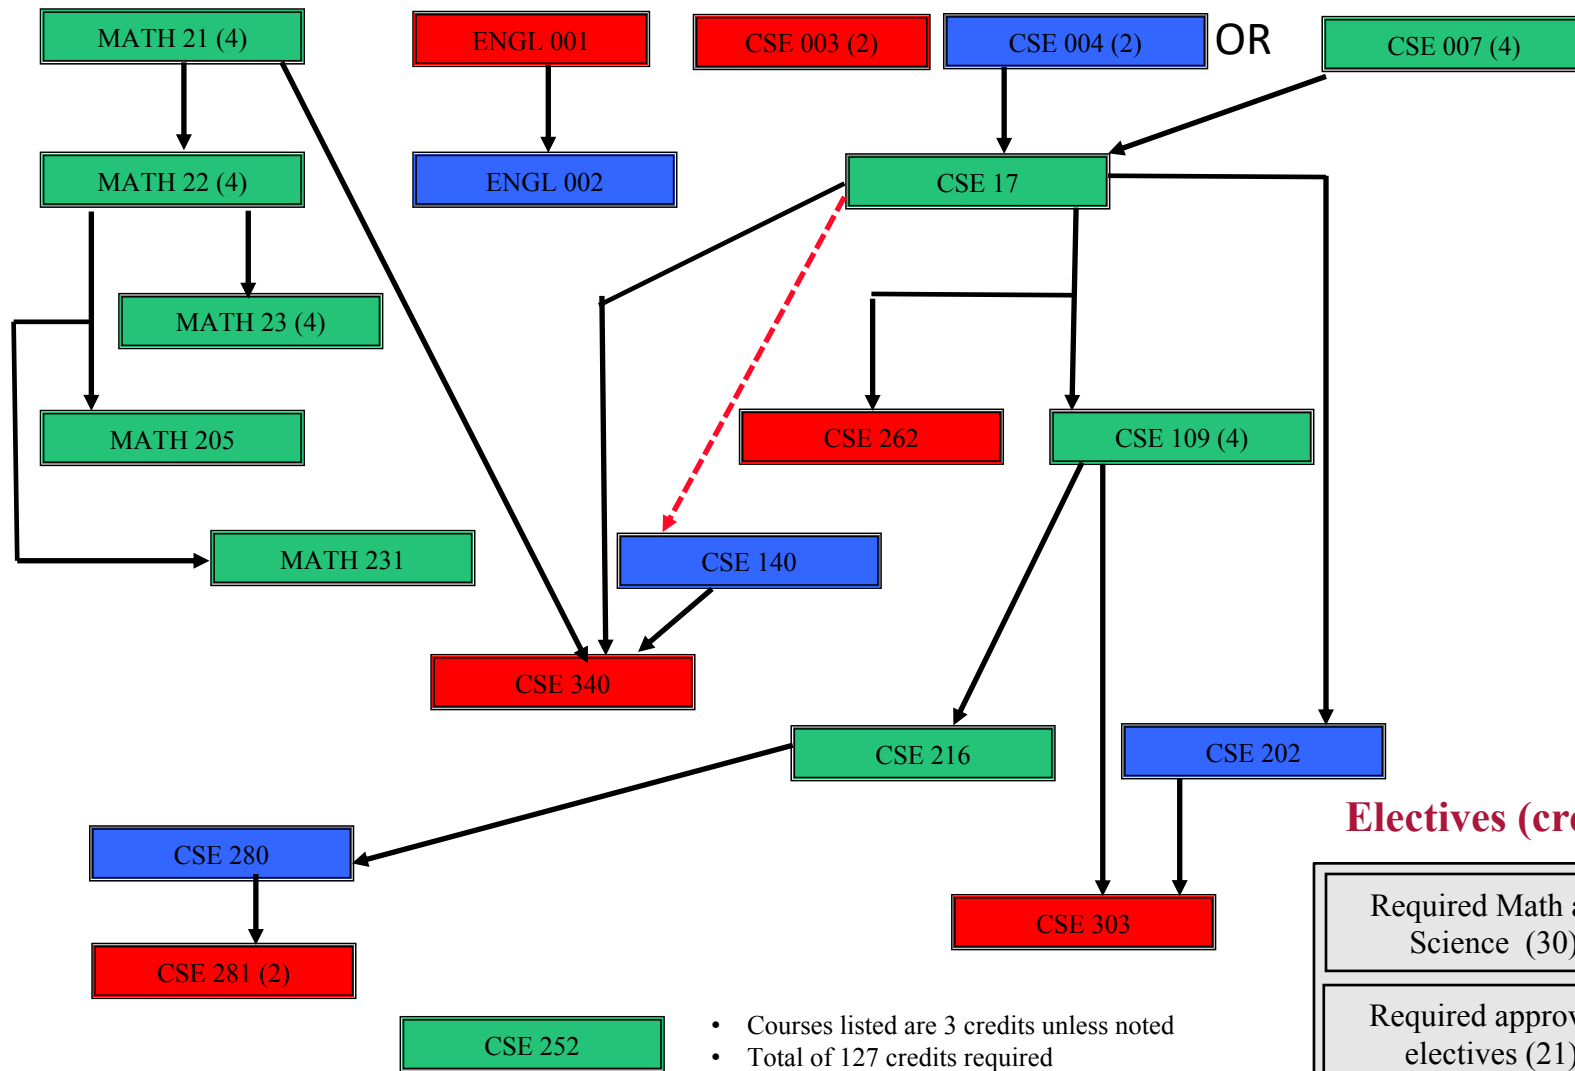 MATH 21 (4)
ENGL 001
CSE 003 (2)
CSE 004 (2)
OR
CSE 007 (4)
MATH 22 (4)
ENGL 002
CSE 17
MATH 23 (4)
MATH 205
CSE 262
CSE 109 (4)
MATH 231
CSE 140
CSE 340
CSE 216
CSE 202
CSE 280
CSE 303
CSE 281 (2)
CSE 252
• Courses listed are 3 credits unless noted
• Total of 127 credits required
Electives (cre
Required Math a
Science (30)
Required approv
electives (21)